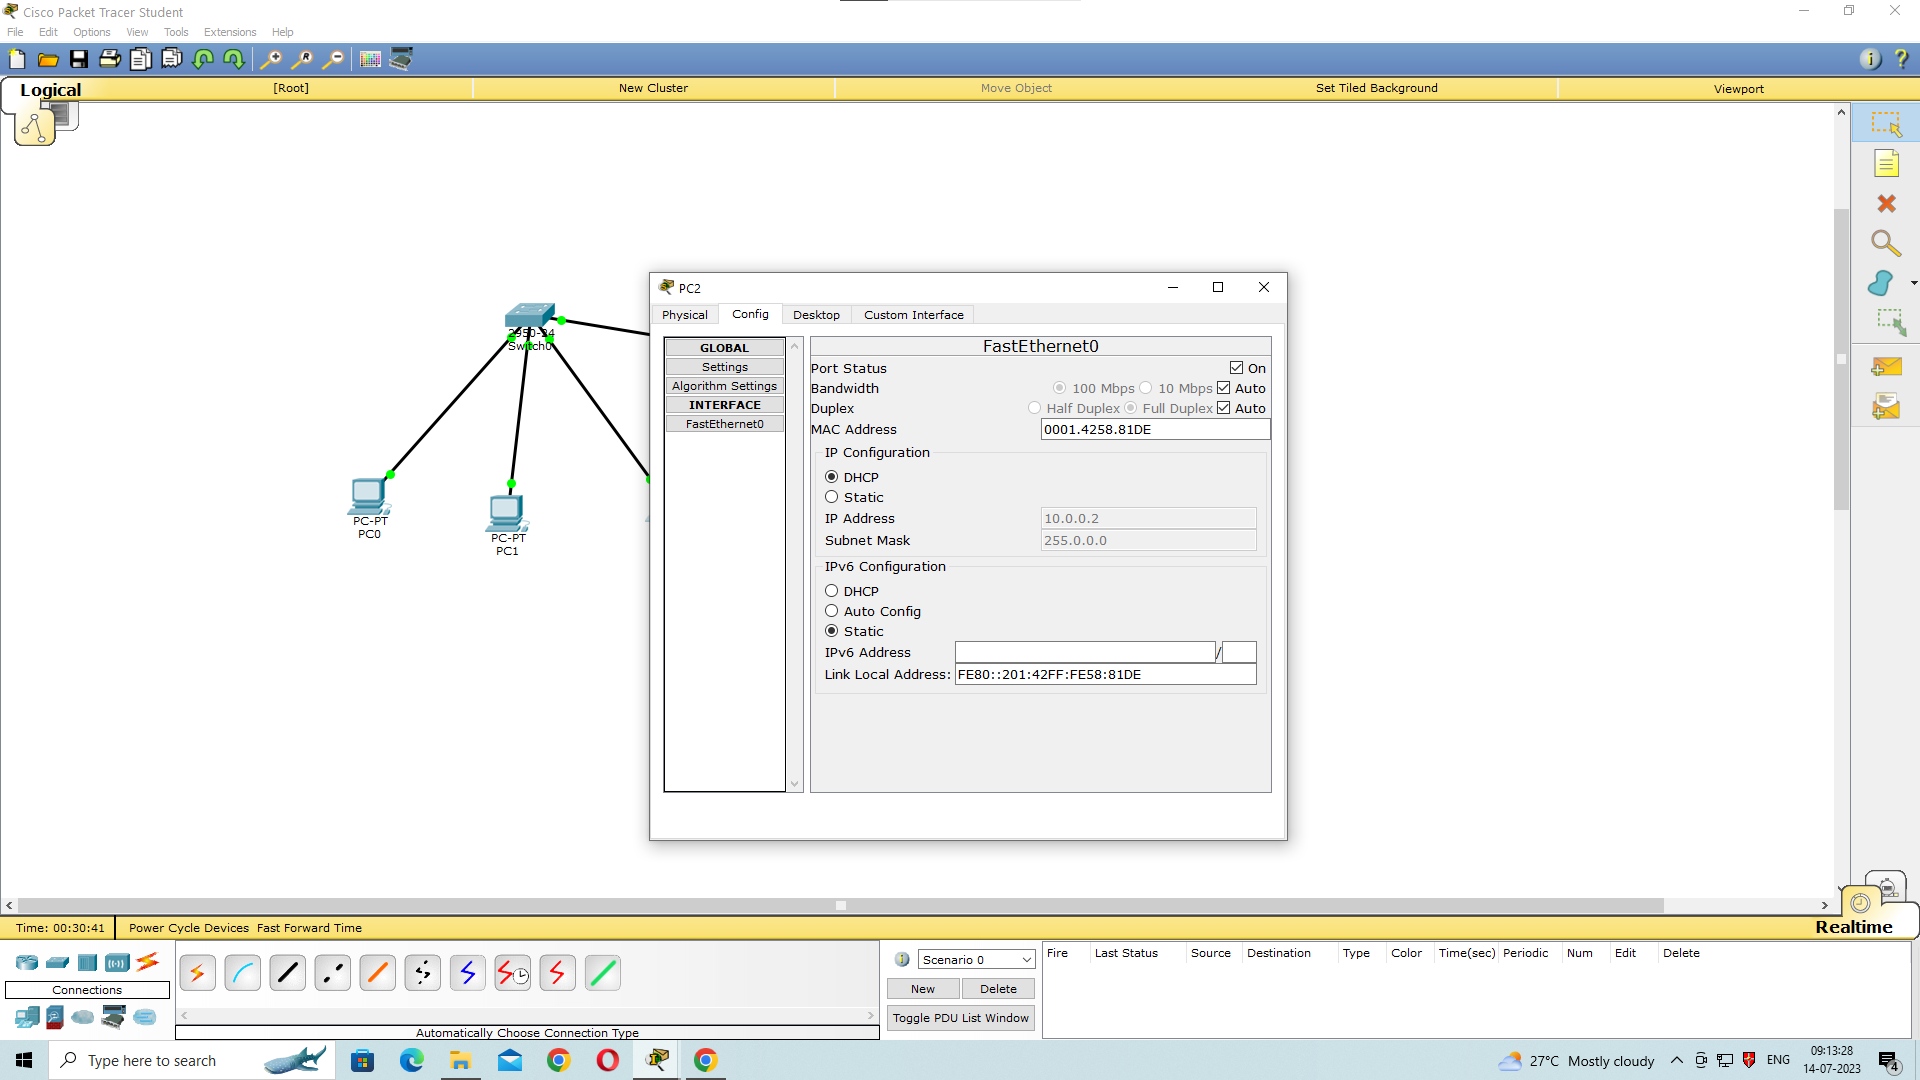 Cisco Packet Tracer Student
File Edit Options View Tools Extensions Help
Logical [Root] New Cluster Move Object Set Tiled Background Viewport
2950-24
Switch0
PC-PT
PC0
PC-PT
PC1
PC2
Physical Config Desktop Custom Interface
GLOBAL
Settings
Algorithm Settings
INTERFACE
FastEthernet0
FastEthernet0
Port Status On
Bandwidth 100 Mbps 10 Mbps Auto
Duplex Half Duplex Full Duplex Auto
MAC Address 0001.4258.81DE
IP Configuration
DHCP
Static
IP Address 10.0.0.2
Subnet Mask 255.0.0.0
IPv6 Configuration
DHCP
Auto Config
Static
IPv6 Address /
Link Local Address: FE80::201:42FF:FE58:81DE
Time: 00:30:41 Power Cycle Devices Fast Forward Time Realtime
Connections
Automatically Choose Connection Type
Scenario 0
New Delete
Toggle PDU List Window
Fire Last Status Source Destination Type Color Time(sec) Periodic Num Edit Delete
Type here to search
27°C Mostly cloudy ENG
09:13:28
14-07-2023
4